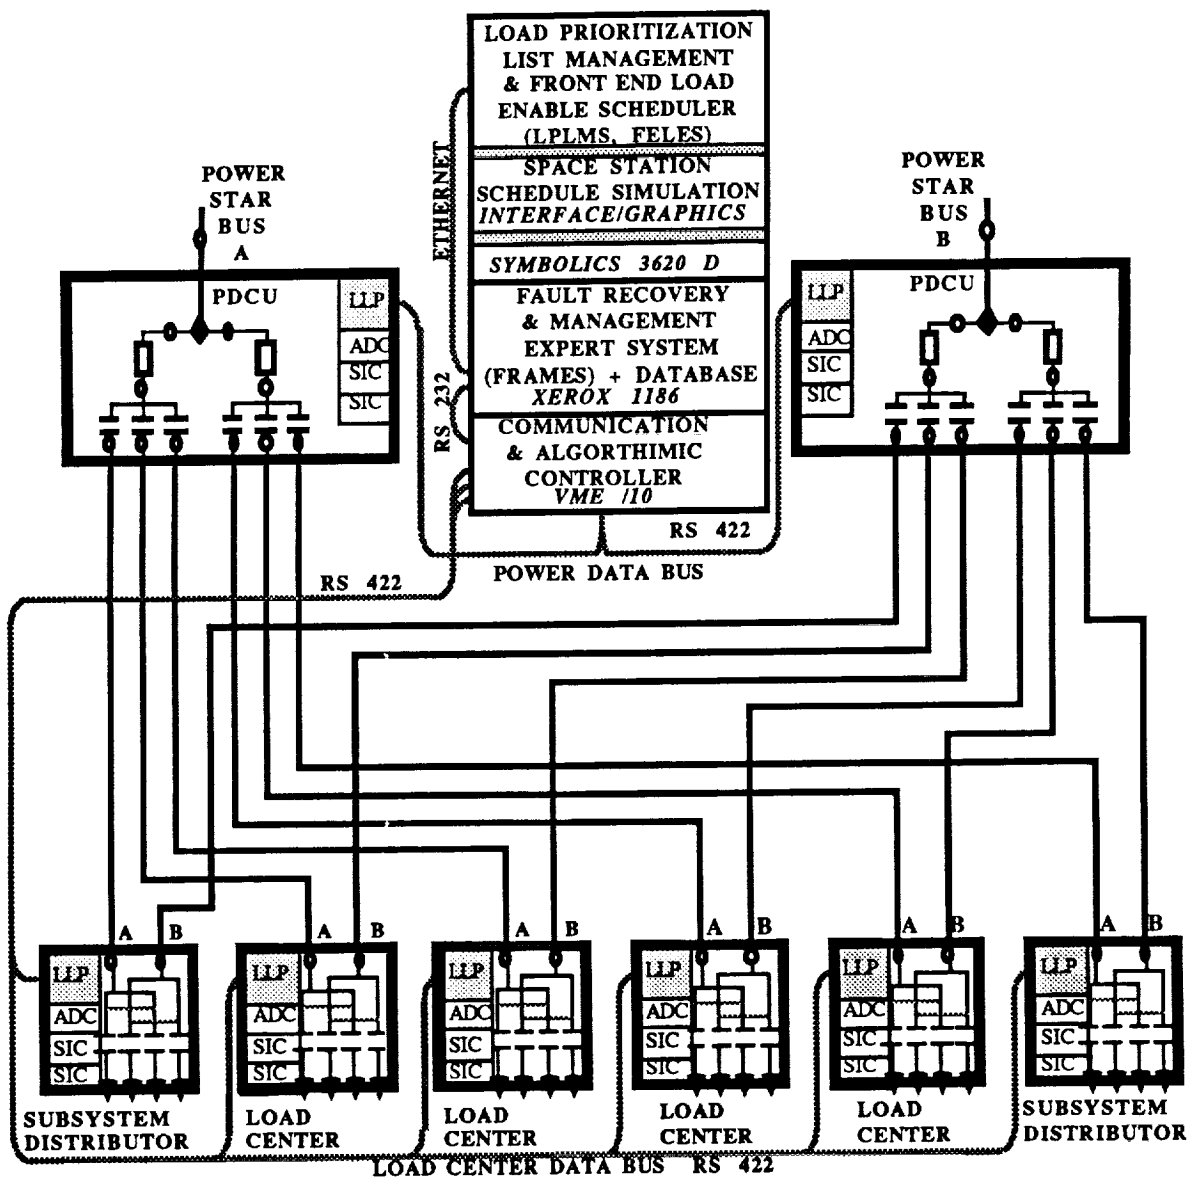 LOAD PRIORITIZATION
LIST MANAGEMENT
& FRONT END LOAD
ENABLE SCHEDULER
(LPLMS, FELES)
SPACE STATION
SCHEDULE SIMULATION
INTERFACE/GRAPHICS
SYMBOLICS 3620 D
FAULT RECOVERY
& MANAGEMENT
EXPERT SYSTEM
(FRAMES) + DATABASE
XEROX 1186
COMMUNICATION
& ALGORTHIMIC
CONTROLLER
VME /10
ETHERNET
RS 232
POWER
STAR
BUS
A
PDCU
LLP
ADC
SIC
SIC
POWER
STAR
BUS
B
PDCU
LLP
ADC
SIC
SIC
RS 422
POWER DATA BUS
RS 422
A B
LLP
ADC
SIC
SIC
SUBSYSTEM
DISTRIBUTOR
A B
LLP
ADC
SIC
SIC
LOAD
CENTER
A B
LLP
ADC
SIC
SIC
LOAD
CENTER
A B
LLP
ADC
SIC
SIC
LOAD
CENTER
A B
LLP
ADC
SIC
SIC
LOAD
CENTER
A B
LLP
ADC
SIC
SIC
SUBSYSTEM
DISTRIBUTOR
LOAD CENTER DATA BUS RS 422